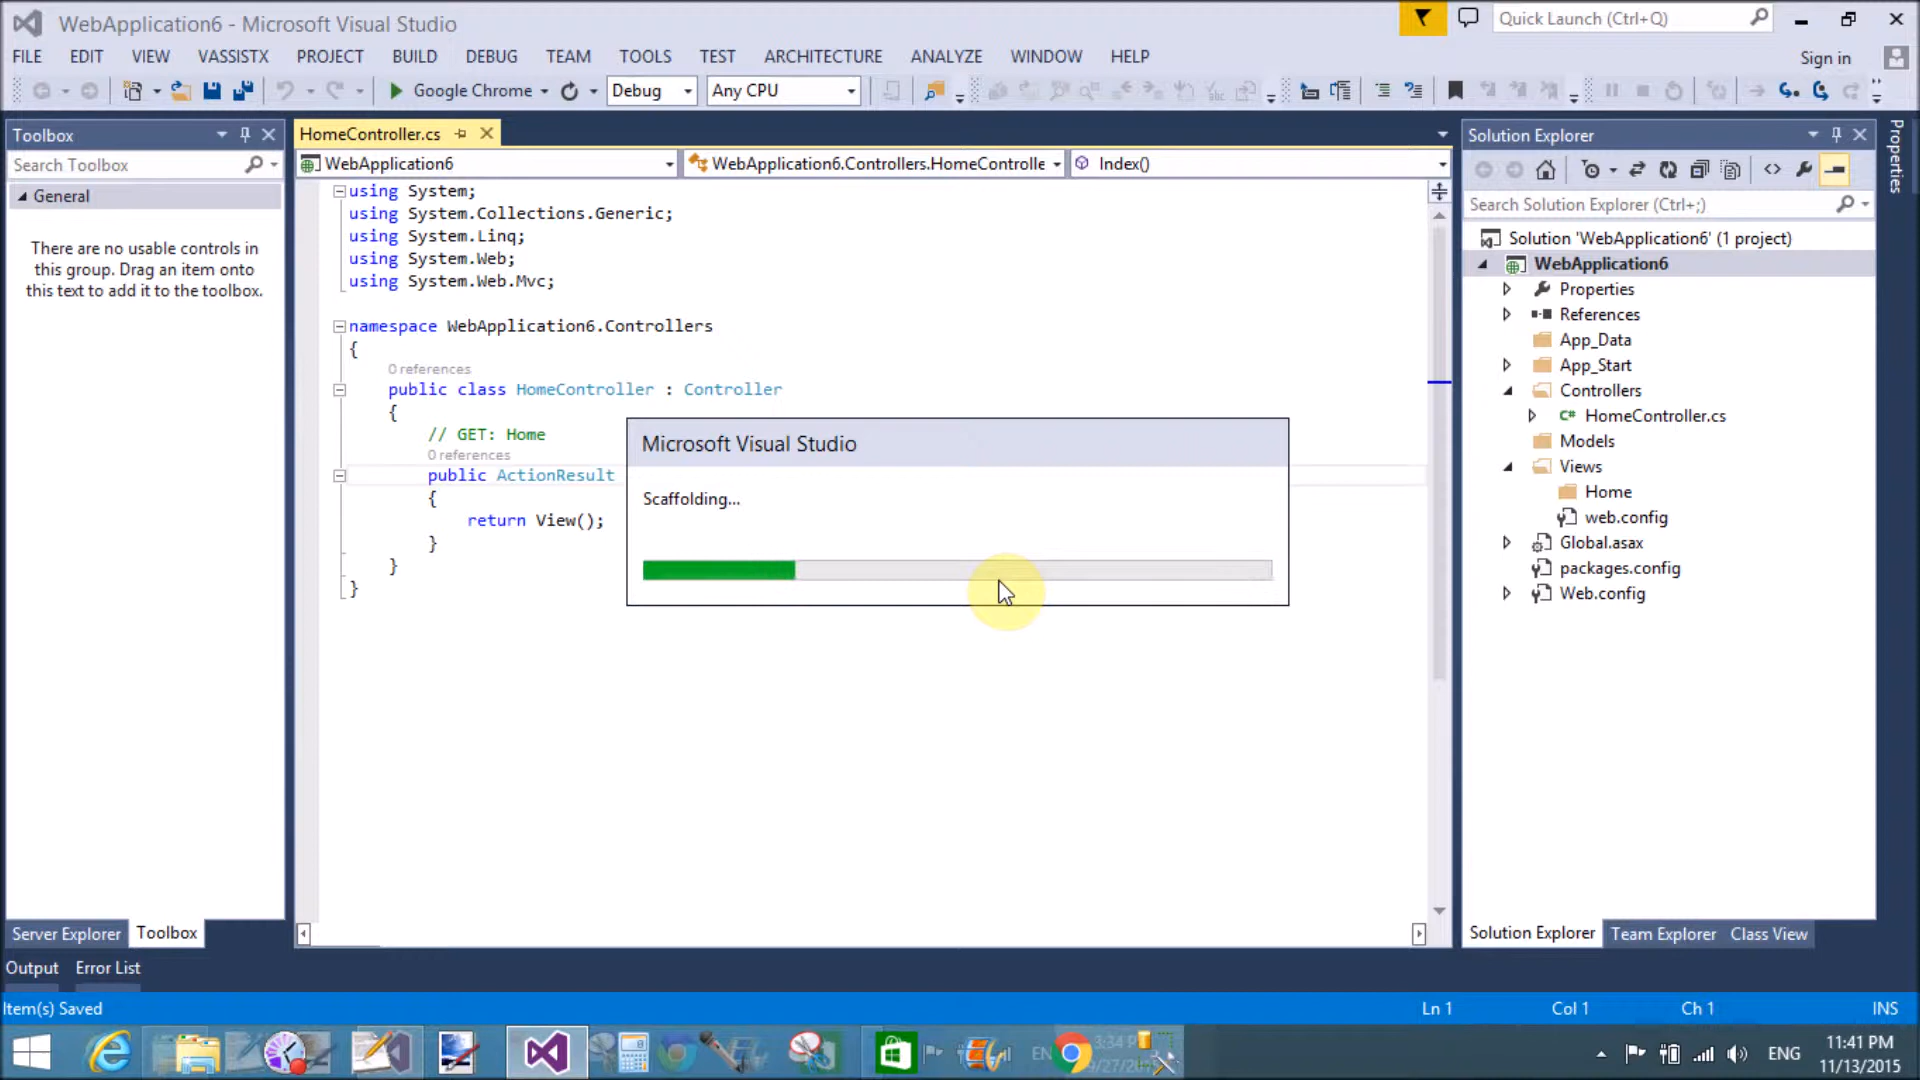 WebApplication6 - Microsoft Visual Studio
Quick Launch (Ctrl+Q)
FILE EDIT VIEW VASSISTX PROJECT BUILD DEBUG TEAM TOOLS TEST ARCHITECTURE ANALYZE WINDOW HELP
Sign in
Google Chrome Debug Any CPU
Toolbox
Search Toolbox
General
There are no usable controls in
this group. Drag an item onto
this text to add it to the toolbox.
Server Explorer Toolbox
HomeController.cs
WebApplication6 WebApplication6.Controllers.HomeControlle Index()
using System;
using System.Collections.Generic;
using System.Linq;
using System.Web;
using System.Web.Mvc;
namespace WebApplication6.Controllers
{
0 references
public class HomeController : Controller
{
// GET: Home
0 references
public ActionResult
{
return View();
}
}
}
Microsoft Visual Studio
Scaffolding...
Solution Explorer
Search Solution Explorer (Ctrl+;)
Solution 'WebApplication6' (1 project)
WebApplication6
Properties
References
App_Data
App_Start
Controllers
C# HomeController.cs
Models
Views
Home
web.config
Global.asax
packages.config
Web.config
Solution Explorer Team Explorer Class View
Properties
Output Error List
Item(s) Saved
Ln 1 Col 1 Ch 1 INS
EN
3:34 P
9/27/20
ENG
11:41 PM
11/13/2015